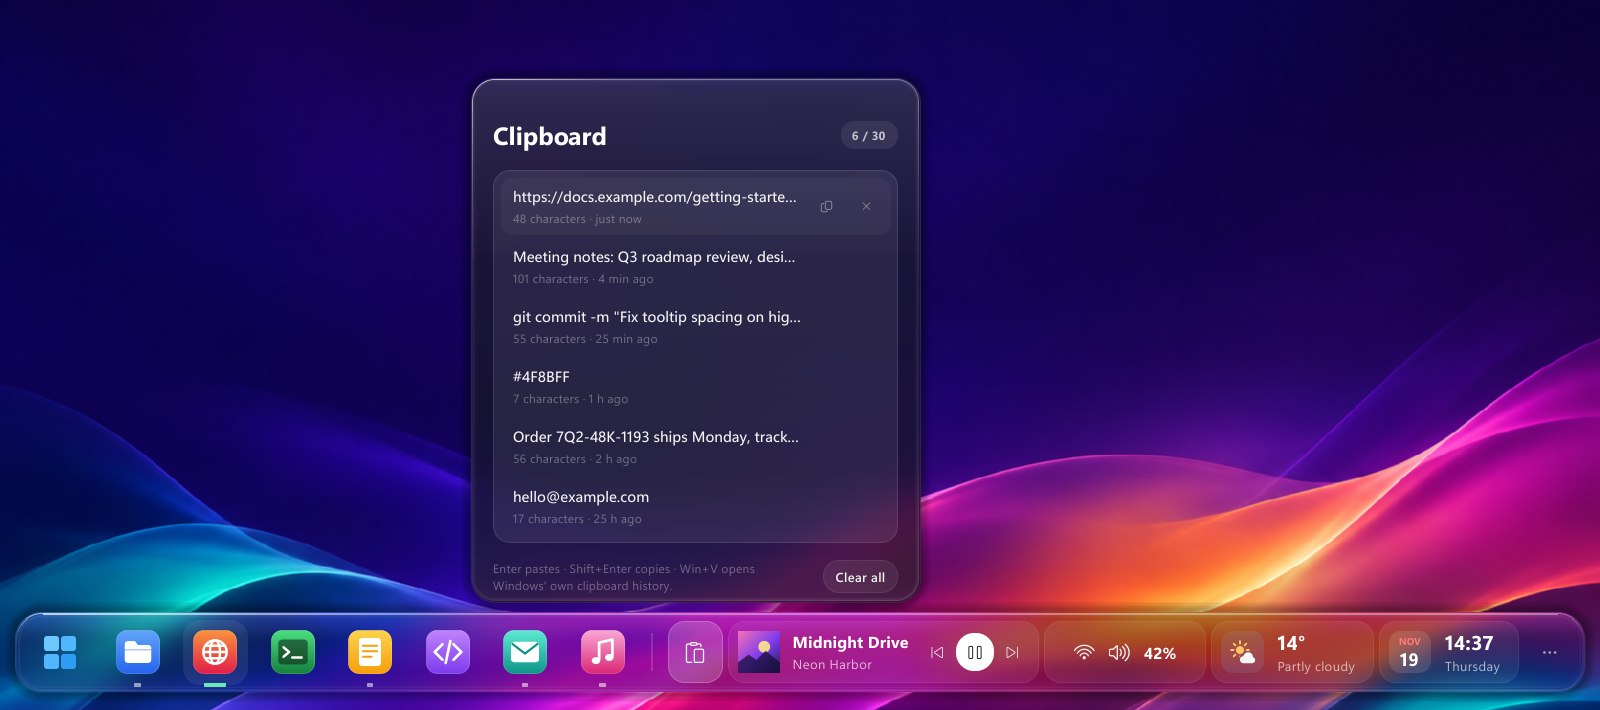 Clipboard
6 / 30
https://docs.example.com/getting-starte...
48 characters · just now
Meeting notes: Q3 roadmap review, desi...
101 characters · 4 min ago
git commit -m "Fix tooltip spacing on hig...
55 characters · 25 min ago
#4F8BFF
7 characters · 1 h ago
Order 7Q2-48K-1193 ships Monday, track...
56 characters · 2 h ago
hello@example.com
17 characters · 25 h ago
Enter pastes · Shift+Enter copies · Win+V opens
Windows' own clipboard history.
Clear all
Midnight Drive
Neon Harbor
42%
14°
Partly cloudy
NOV
19
14:37
Thursday